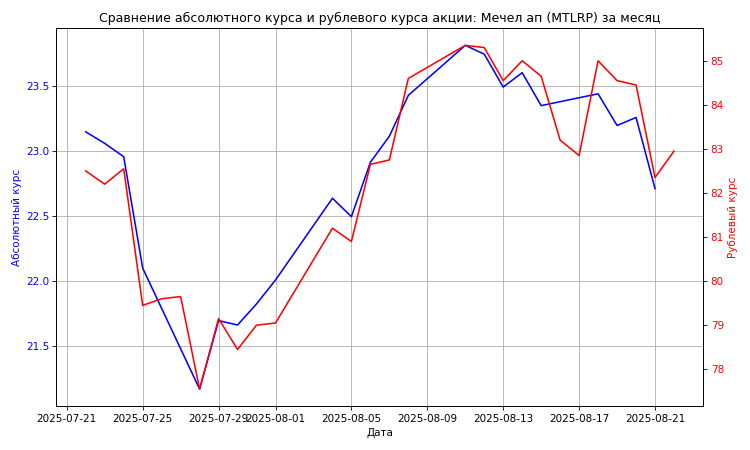 Сравнение абсолютного курса и рублевого курса акции: Мечел ап (MTLRP) за месяц
23.5
23.0
22.5
22.0
21.5
Абсолютный курс
85
84
83
82
81
80
79
78
Рублевый курс
2025-07-21 2025-07-25 2025-07-29 2025-08-01 2025-08-05 2025-08-09 2025-08-13 2025-08-17 2025-08-21
Дата